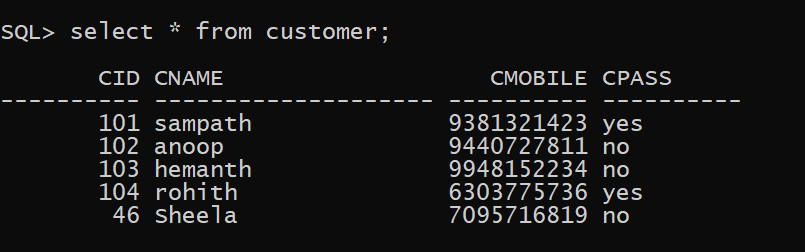 SQL> select * from customer;
       CID CNAME                   CMOBILE CPASS
---------- -------------------- ---------- ----------
       101 sampath              9381321423 yes
       102 anoop                9440727811 no
       103 hemanth              9948152234 no
       104 rohith               6303775736 yes
        46 Sheela               7095716819 no